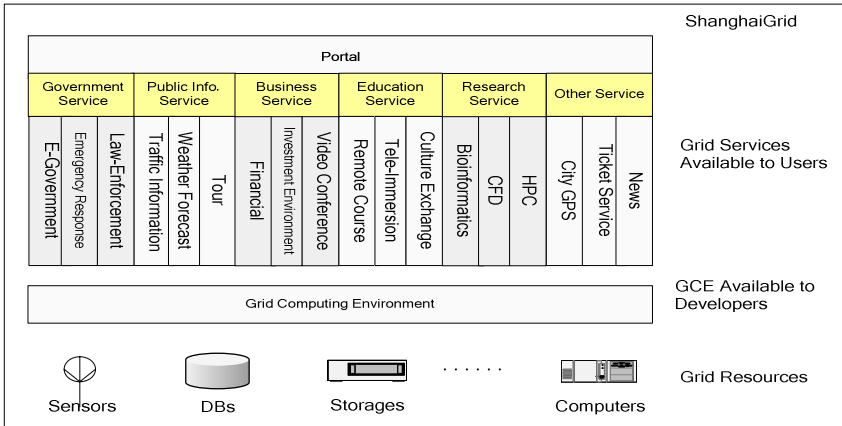 ShanghaiGrid
Portal
Government
Service
Public Info.
Service
Business
Service
Education
Service
Research
Service
Other Service
E-Government
Emergency Response
Law-Enforcement
Traffic Information
Weather Forecast
Tour
Financial
Investment Environment
Video Conference
Remote Course
Tele-Immersion
Culture Exchange
Bioinformatics
CFD
HPC
City GPS
Ticket Service
News
Grid Services
Available to Users
Grid Computing Environment
GCE Available to
Developers
Sensors
DBs
Storages
· · · · · ·
Computers
Grid Resources